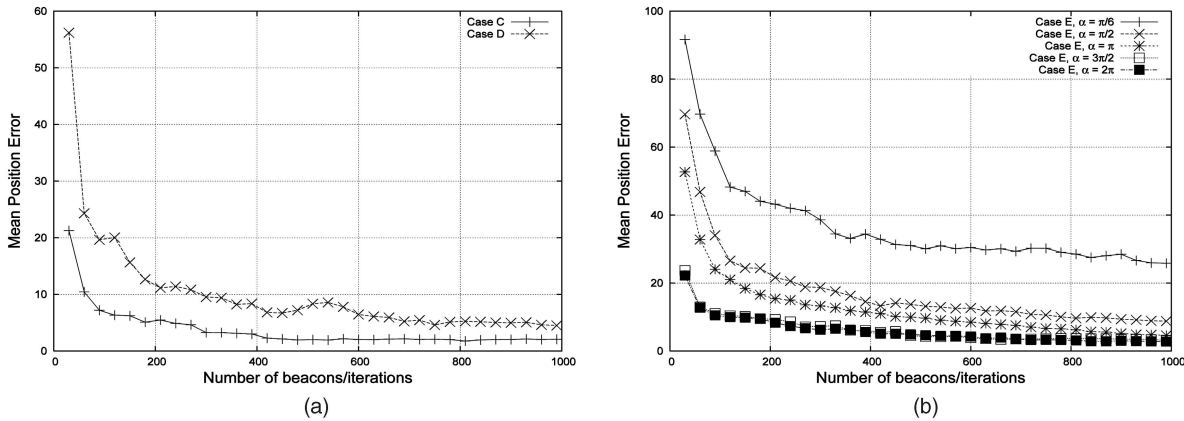 60
50
40
30
20
10
0
Mean Position Error
Case C
Case D
0 200 400 600 800 1000
Number of beacons/iterations
(a)
100
80
60
40
20
0
Mean Position Error
Case E, α = π/6
Case E, α = π/2
Case E, α = π
Case E, α = 3π/2
Case E, α = 2π
0 200 400 600 800 1000
Number of beacons/iterations
(b)